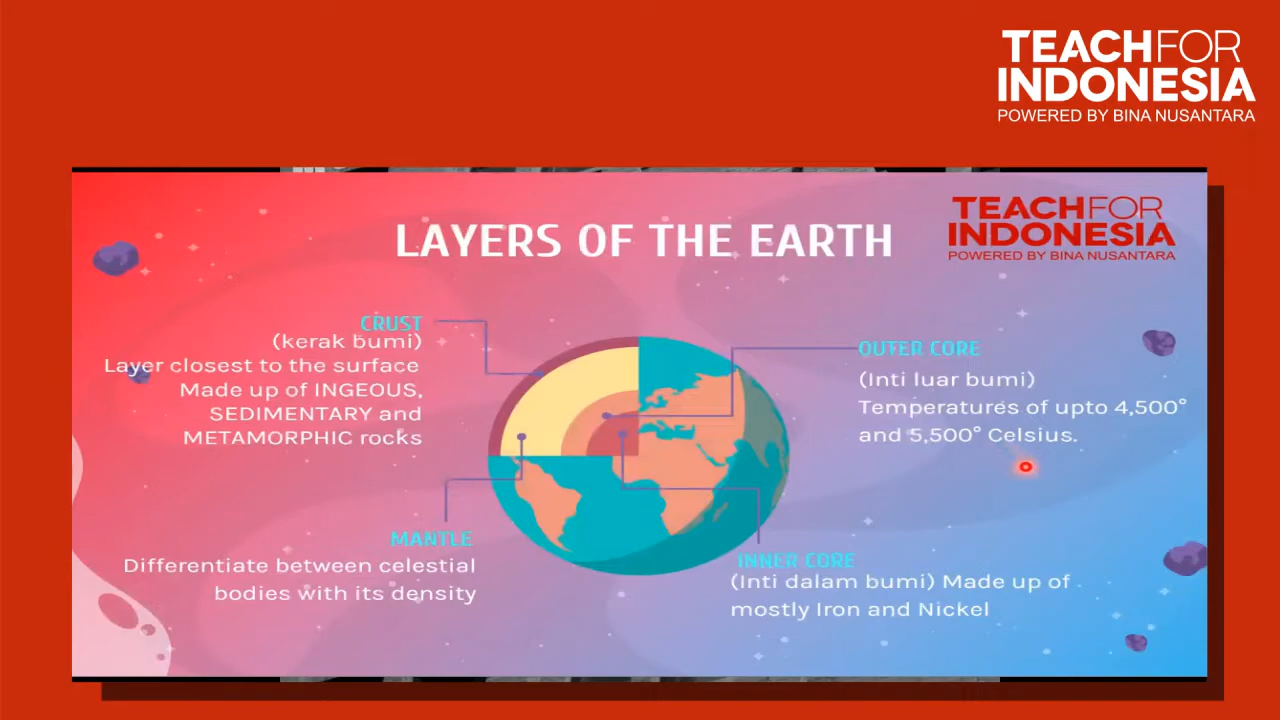 TEACHFOR
INDONESIA
POWERED BY BINA NUSANTARA
TEACHFOR
INDONESIA
POWERED BY BINA NUSANTARA
LAYERS OF THE EARTH
CRUST
(kerak bumi)
Layer closest to the surface
Made up of INGEOUS,
SEDIMENTARY and
METAMORPHIC rocks
OUTER CORE
(Inti luar bumi)
Temperatures of upto 4,500°
and 5,500° Celsius.
MANTLE
Differentiate between celestial
bodies with its density
INNER CORE
(Inti dalam bumi) Made up of
mostly Iron and Nickel